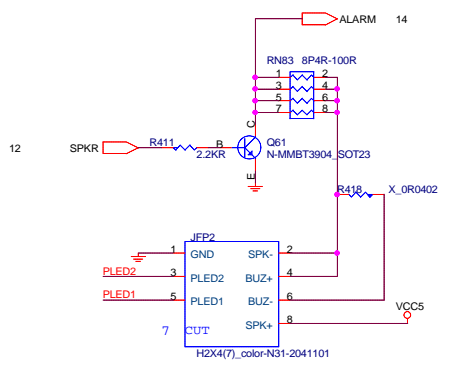 ALARM 14
RN83 8P4R-100R
1 2
3 4
5 6
7 8
C
Q61
12 SPKR R411 B
2.2KR N-MMBT3904_SOT23
E
R418 X_0R0402
JFP2
1 GND SPK- 2
PLED2 3 PLED2 BUZ+ 4
PLED1 5 PLED1 BUZ- 6
VCC5
7 CUT SPK+ 8
H2X4(7)_color-N31-2041101